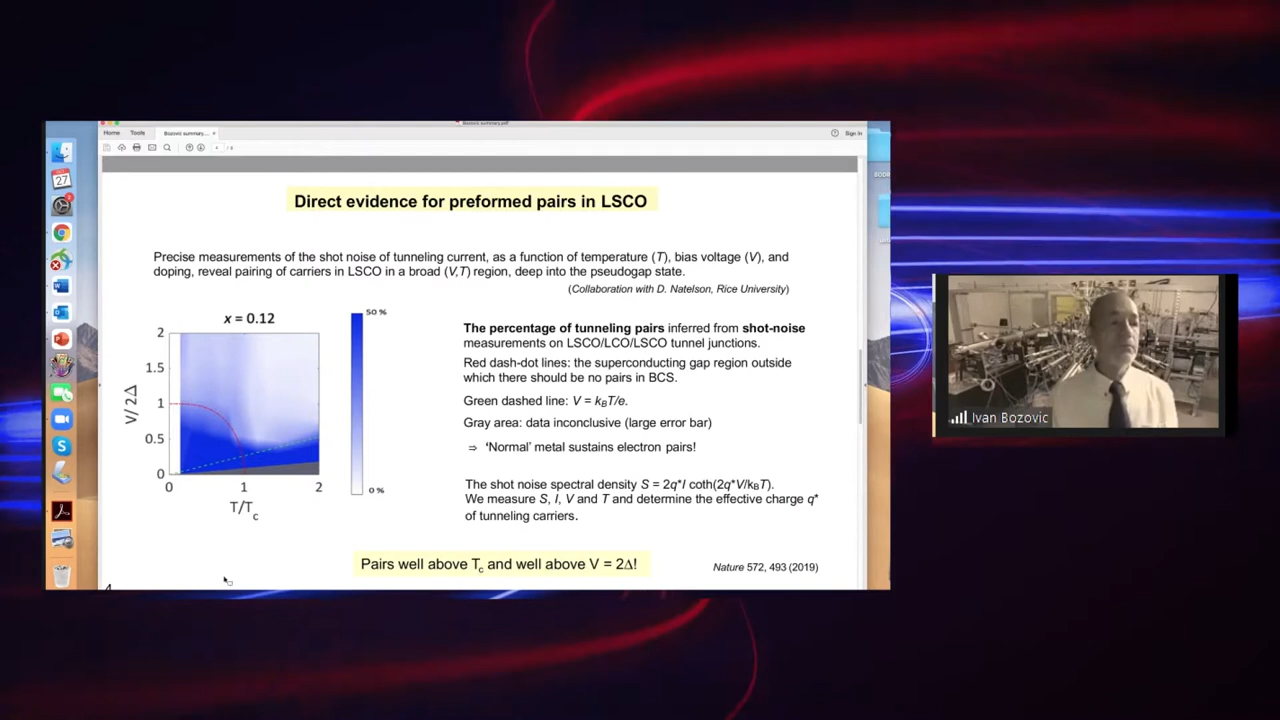 Bozovic summary.pdf
Home Tools Bozovic summary... × Sign In
27
4
Direct evidence for preformed pairs in LSCO
Precise measurements of the shot noise of tunneling current, as a function of temperature (T), bias voltage (V), and
doping, reveal pairing of carriers in LSCO in a broad (V,T) region, deep into the pseudogap state.
(Collaboration with D. Natelson, Rice University)
x = 0.12
50 %
0 %
2
1.5
1
0.5
0
V/ 2Δ
0 1 2
T/Tc
The percentage of tunneling pairs inferred from shot-noise
measurements on LSCO/LCO/LSCO tunnel junctions.
Red dash-dot lines: the superconducting gap region outside
which there should be no pairs in BCS.
Green dashed line: V = kBT/e.
Gray area: data inconclusive (large error bar)
⇒ ‘Normal’ metal sustains electron pairs!
The shot noise spectral density S = 2q*I coth(2q*V/kBT).
We measure S, I, V and T and determine the effective charge q*
of tunneling carriers.
Pairs well above Tc and well above V = 2Δ!
Nature 572, 493 (2019)
Ivan Bozovic